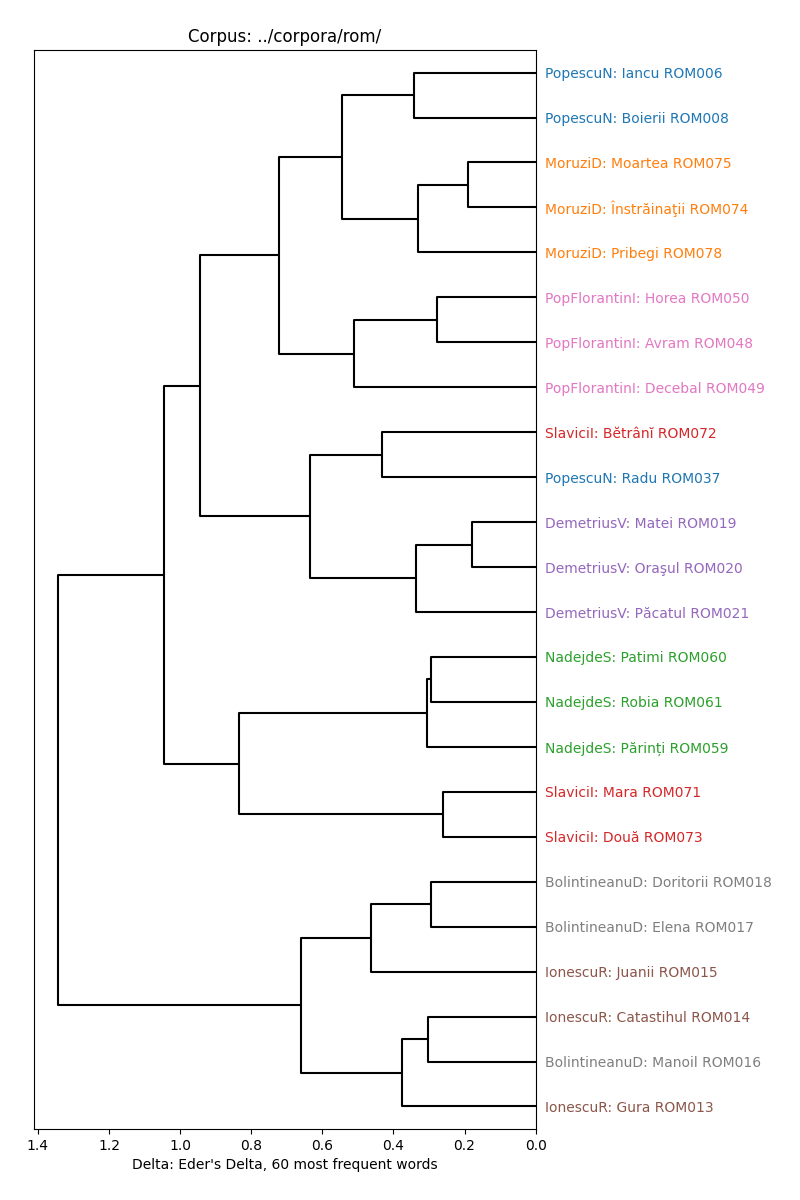 Corpus: ../corpora/rom/
PopescuN: Iancu ROM006
PopescuN: Boierii ROM008
MoruziD: Moartea ROM075
MoruziD: Înstrăinaţii ROM074
MoruziD: Pribegi ROM078
PopFlorantinI: Horea ROM050
PopFlorantinI: Avram ROM048
PopFlorantinI: Decebal ROM049
SlaviciI: Bĕtrânĭ ROM072
PopescuN: Radu ROM037
DemetriusV: Matei ROM019
DemetriusV: Oraşul ROM020
DemetriusV: Păcatul ROM021
NadejdeS: Patimi ROM060
NadejdeS: Robia ROM061
NadejdeS: Părinți ROM059
SlaviciI: Mara ROM071
SlaviciI: Două ROM073
BolintineanuD: Doritorii ROM018
BolintineanuD: Elena ROM017
IonescuR: Juanii ROM015
IonescuR: Catastihul ROM014
BolintineanuD: Manoil ROM016
IonescuR: Gura ROM013
1.4 1.2 1.0 0.8 0.6 0.4 0.2 0.0
Delta: Eder's Delta, 60 most frequent words